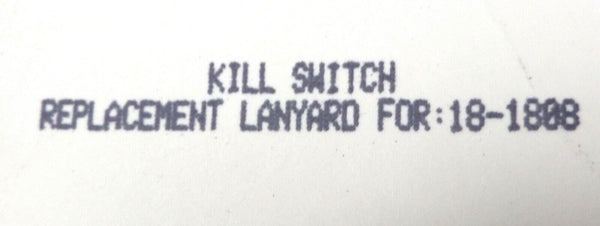 KILL SWITCH
REPLACEMENT LANYARD FOR:18-1808